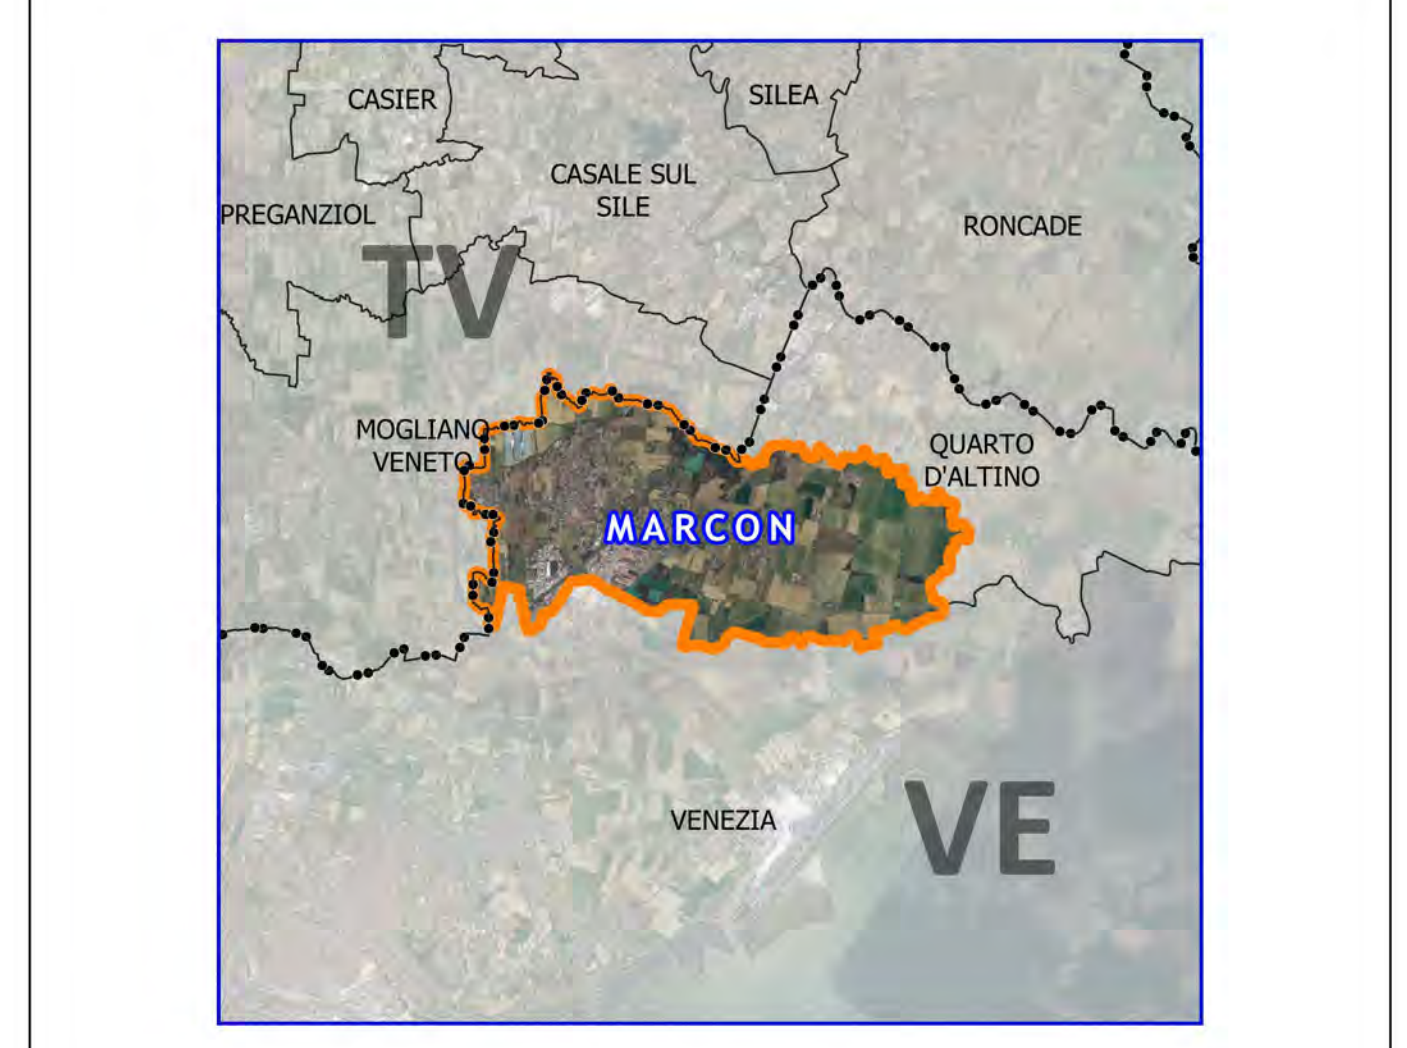 CASIER
SILEA
CASALE SUL
SILE
PREGANZIOL
RONCADE
TV
MOGLIANO
VENETO
QUARTO
D'ALTINO
MARCON
VENEZIA
VE